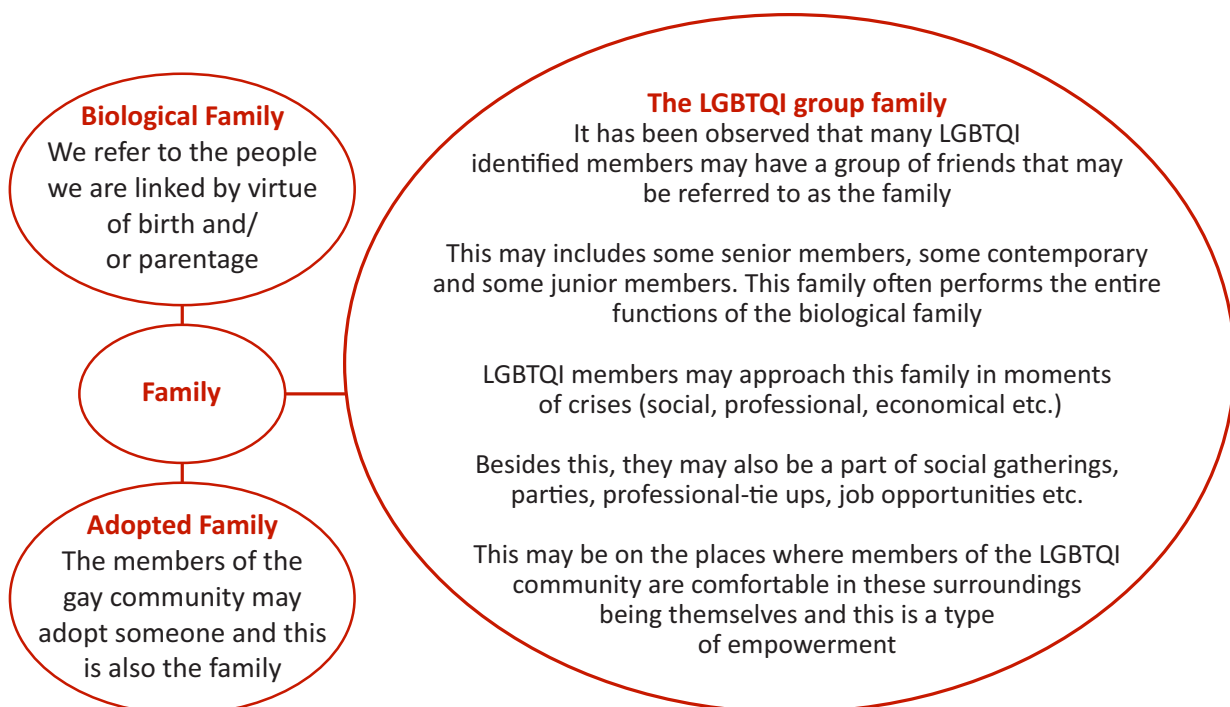 Biological Family
We refer to the people
we are linked by virtue
of birth and/
or parentage
Family
Adopted Family
The members of the
gay community may
adopt someone and this
is also the family
The LGBTQI group family
It has been observed that many LGBTQI
identified members may have a group of friends that may
be referred to as the family
This may includes some senior members, some contemporary
and some junior members. This family often performs the entire
functions of the biological family
LGBTQI members may approach this family in moments
of crises (social, professional, economical etc.)
Besides this, they may also be a part of social gatherings,
parties, professional-tie ups, job opportunities etc.
This may be on the places where members of the LGBTQI
community are comfortable in these surroundings
being themselves and this is a type
of empowerment